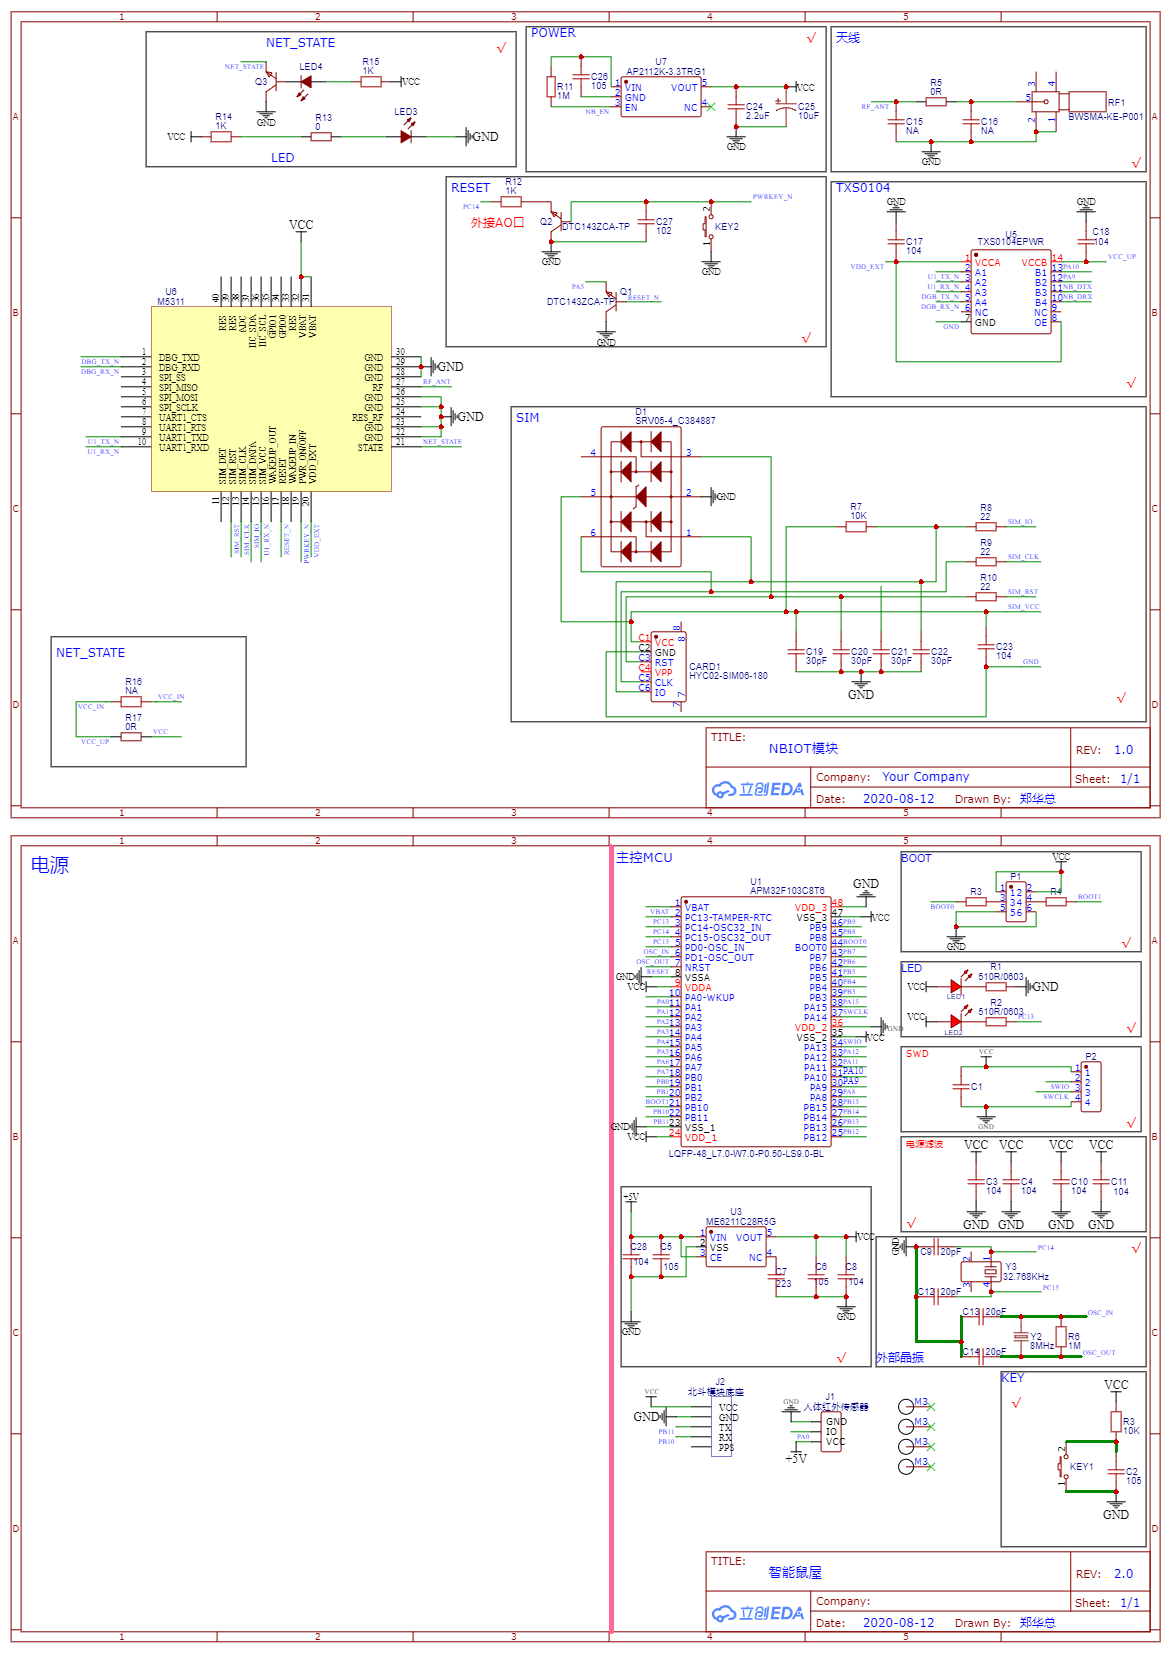 NET_STATE
NET_STATE
Q3
LED4
R15
1K
VCC
GND
R14
1K
VCC
R13
0
LED3
GND
LED
√
POWER
R11
1M
C26
105
NB_EN
U7
AP2112K-3.3TRG1
VIN
GND
EN
VOUT
NC
C24
2.2uF
C25
10uF
VCC
GND
√
天线
RF_ANT
R5
0R
C15
NA
C16
NA
GND
RF1
BWSMA-KE-P001
√
RESET
R12
1K
PC14
外接AO口
Q2
DTC143ZCA-TP
GND
C27
102
KEY2
GND
PWRKEY_N
PA5
Q1
DTC143ZCA-TP
RESET_N
GND
√
TXS0104
GND
C17
104
VDD_EXT
U5
TXS0104EPWR
VCCA
A1
A2
A3
A4
NC
GND
VCCB
B1
B2
B3
B4
NC
OE
U1_TX_N
U1_RX_N
DGB_TX_N
DGB_RX_N
GND
PA10
PA9
NB_DTX
NB_DRX
GND
C18
104
VCC_UP
√
VCC
U6
M5311
RES
RES
ADC
IIC_SDA
IIC_SCL
GPIO1
GPIO0
RES
VBAT
VBAT
DBG_TXD
DBG_RXD
SPI_SS
SPI_MISO
SPI_MOSI
SPI_SCLK
UART1_CTS
UART1_RTS
UART1_TXD
UART1_RXD
DBG_TX_N
DBG_RX_N
U1_TX_N
U1_RX_N
GND
GND
GND
RF
GND
GND
RES_RF
GND
GND
STATE
GND
RF_ANT
GND
NET_STATE
SIM_DET
SIM_RST
SIM_CLK
SIM_DATA
SIM_VCC
WAKEUP_OUT
RESET
WAKEUP_IN
PWR_ON/OFF
VDD_EXT
SIM_RST
SIM_CLK
SIM_IO
U1_RX_N
RESET_N
PWRKEY_N
VDD_EXT
SIM
D1
SRV05-4_C384887
GND
R7
10K
R8
22
SIM_IO
R9
22
SIM_CLK
R10
22
SIM_RST
SIM_VCC
C19
30pF
C20
30pF
C21
30pF
C22
30pF
C23
104
GND
GND
C1
C2
C3
C4
C5
C6
VCC
GND
RST
VPP
CLK
IO
CARD1
HYC02-SIM06-180
√
NET_STATE
R16
NA
VCC_IN
VCC_IN
R17
0R
VCC_UP
VCC
TITLE:
NBIOT模块
REV: 1.0
立创EDA
Company: Your Company
Sheet: 1/1
Date: 2020-08-12
Drawn By: 郑华总
电源
主控MCU
U1
APM32F103C8T6
VBAT
PC13-TAMPER-RTC
PC14-OSC32_IN
PC15-OSC32_OUT
PD0-OSC_IN
PD1-OSC_OUT
NRST
VSSA
VDDA
PA0-WKUP
PA1
PA2
PA3
PA4
PA5
PA6
PA7
PB0
PB1
PB2
PB10
PB11
VSS_1
VDD_1
VDD_3
VSS_3
PB9
PB8
BOOT0
PB7
PB6
PB5
PB4
PB3
PA15
PA14
VDD_2
VSS_2
PA13
PA12
PA11
PA10
PA9
PA8
PB15
PB14
PB13
PB12
LQFP-48_L7.0-W7.0-P0.50-LS9.0-BL
BOOT
VCC
P1
R3
R4
BOOT0
BOOT1
GND
√
LED
VCC
LED1
R1
510R/0603
GND
VCC
LED2
R2
510R/0603
PC13
√
SWD
VCC
C1
GND
SWIO
SWCLK
P2
√
电源滤波
VCC
VCC
VCC
VCC
C3
104
C4
104
C10
104
C11
104
GND
GND
GND
GND
√
+5V
C28
104
C5
105
U3
ME6211C28R5G
VIN
VSS
CE
VOUT
NC
C7
223
C6
105
C8
104
VCC
GND
GND
√
GND
C9
20pF
PC14
Y3
32.768KHz
C12
20pF
PC15
C13
20pF
OSC_IN
Y2
8MHz
R6
1M
C14
20pF
OSC_OUT
外部晶振
√
J2
北斗模块底座
VCC
GND
PB11
PB10
VCC
GND
TX
RX
PPS
J1
人体红外传感器
GND
PA0
+5V
GND
IO
VCC
M3
M3
M3
M3
KEY
√
VCC
R3
10K
KEY1
C2
105
GND
TITLE:
智能鼠屋
REV: 2.0
立创EDA
Company:
Sheet: 1/1
Date: 2020-08-12
Drawn By: 郑华总